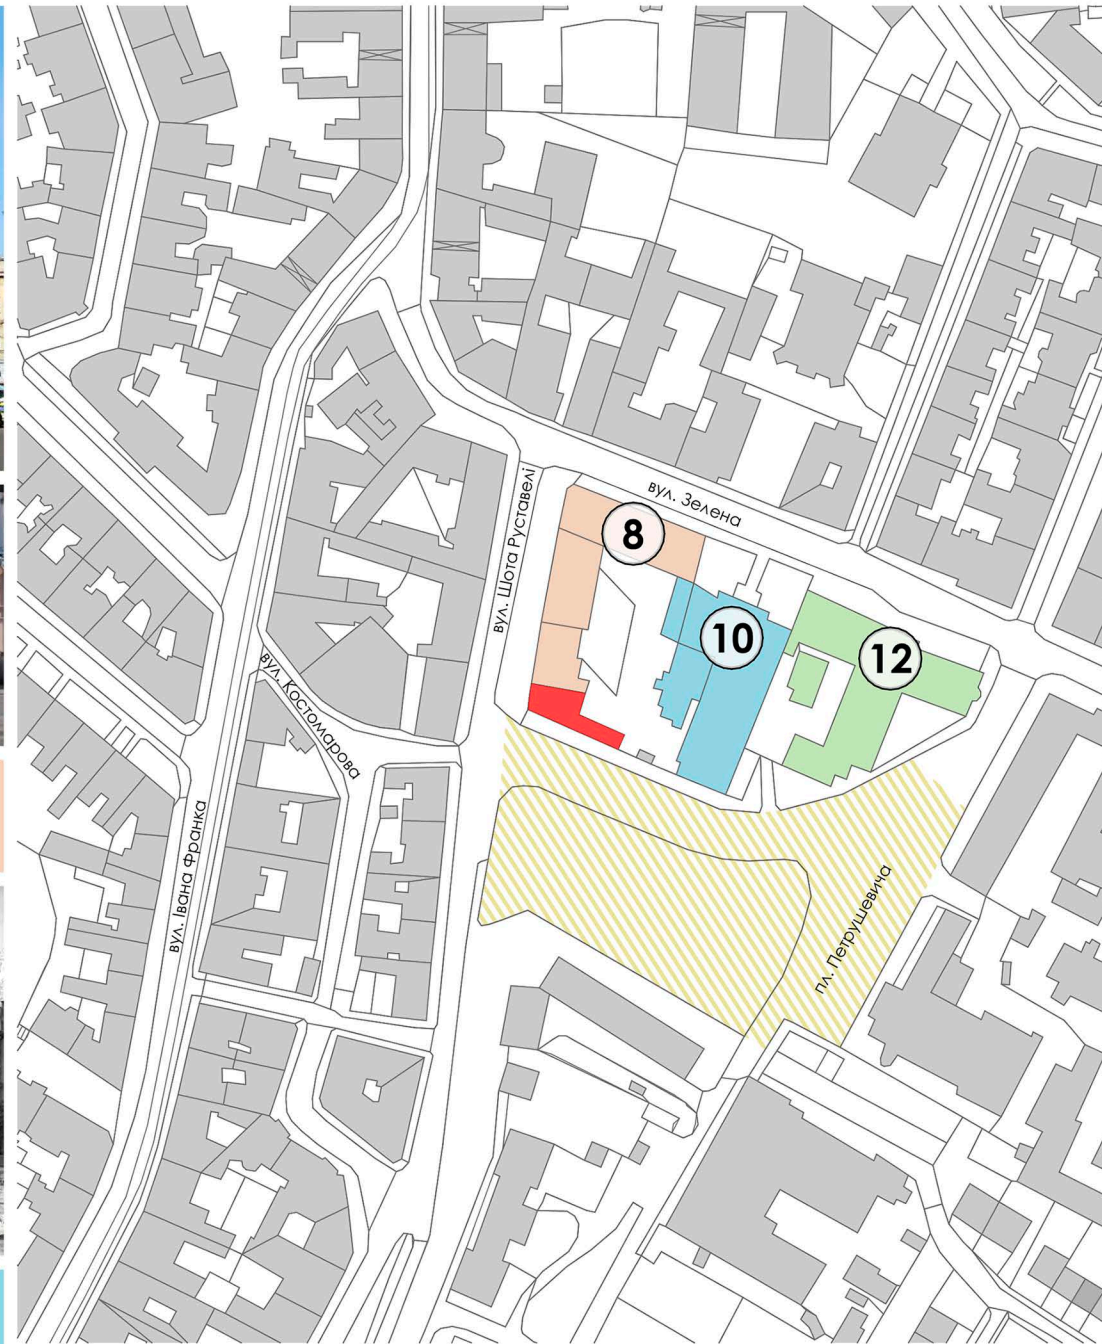 вул. Зелена
вул. Шота Руставелі
8
10
12
вул. Костомарова
вул. Івана Франка
пл. Петрушевича